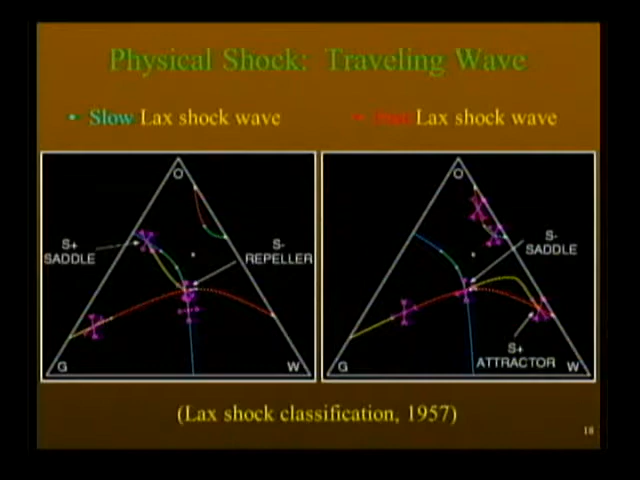 Physical Shock: Traveling Wave
• Slow Lax shock wave
• Fast Lax shock wave
O
S+
SADDLE
S-
REPELLER
G
W
O
S-
SADDLE
S+
ATTRACTOR
G
W
(Lax shock classification, 1957)
18